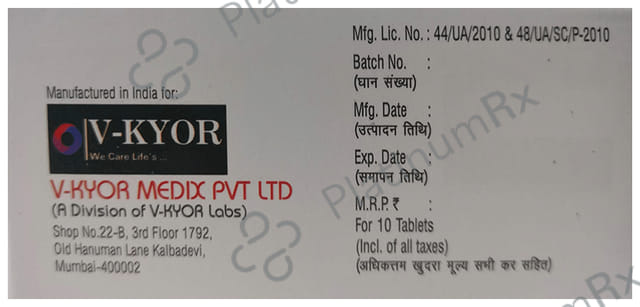 Manufactured in India for:
V-KYOR
We Care Life's ...
V-KYOR MEDIX PVT LTD
(A Division of V-KYOR Labs)
Shop No.22-B, 3rd Floor 1792,
Old Hanuman Lane Kalbadevi,
Mumbai-400002
Mfg. Lic. No. : 44/UA/2010 & 48/UA/SC/P-2010
Batch No. :
(घान संख्या)
Mfg. Date :
(उत्पादन तिथि)
Exp. Date :
(समापन तिथि)
M.R.P. ₹ :
For 10 Tablets
(Incl. of all taxes)
(अधिकतम खुदरा मूल्य सभी कर सहित)
PlatinumRx
PlatinumRx
PlatinumRx